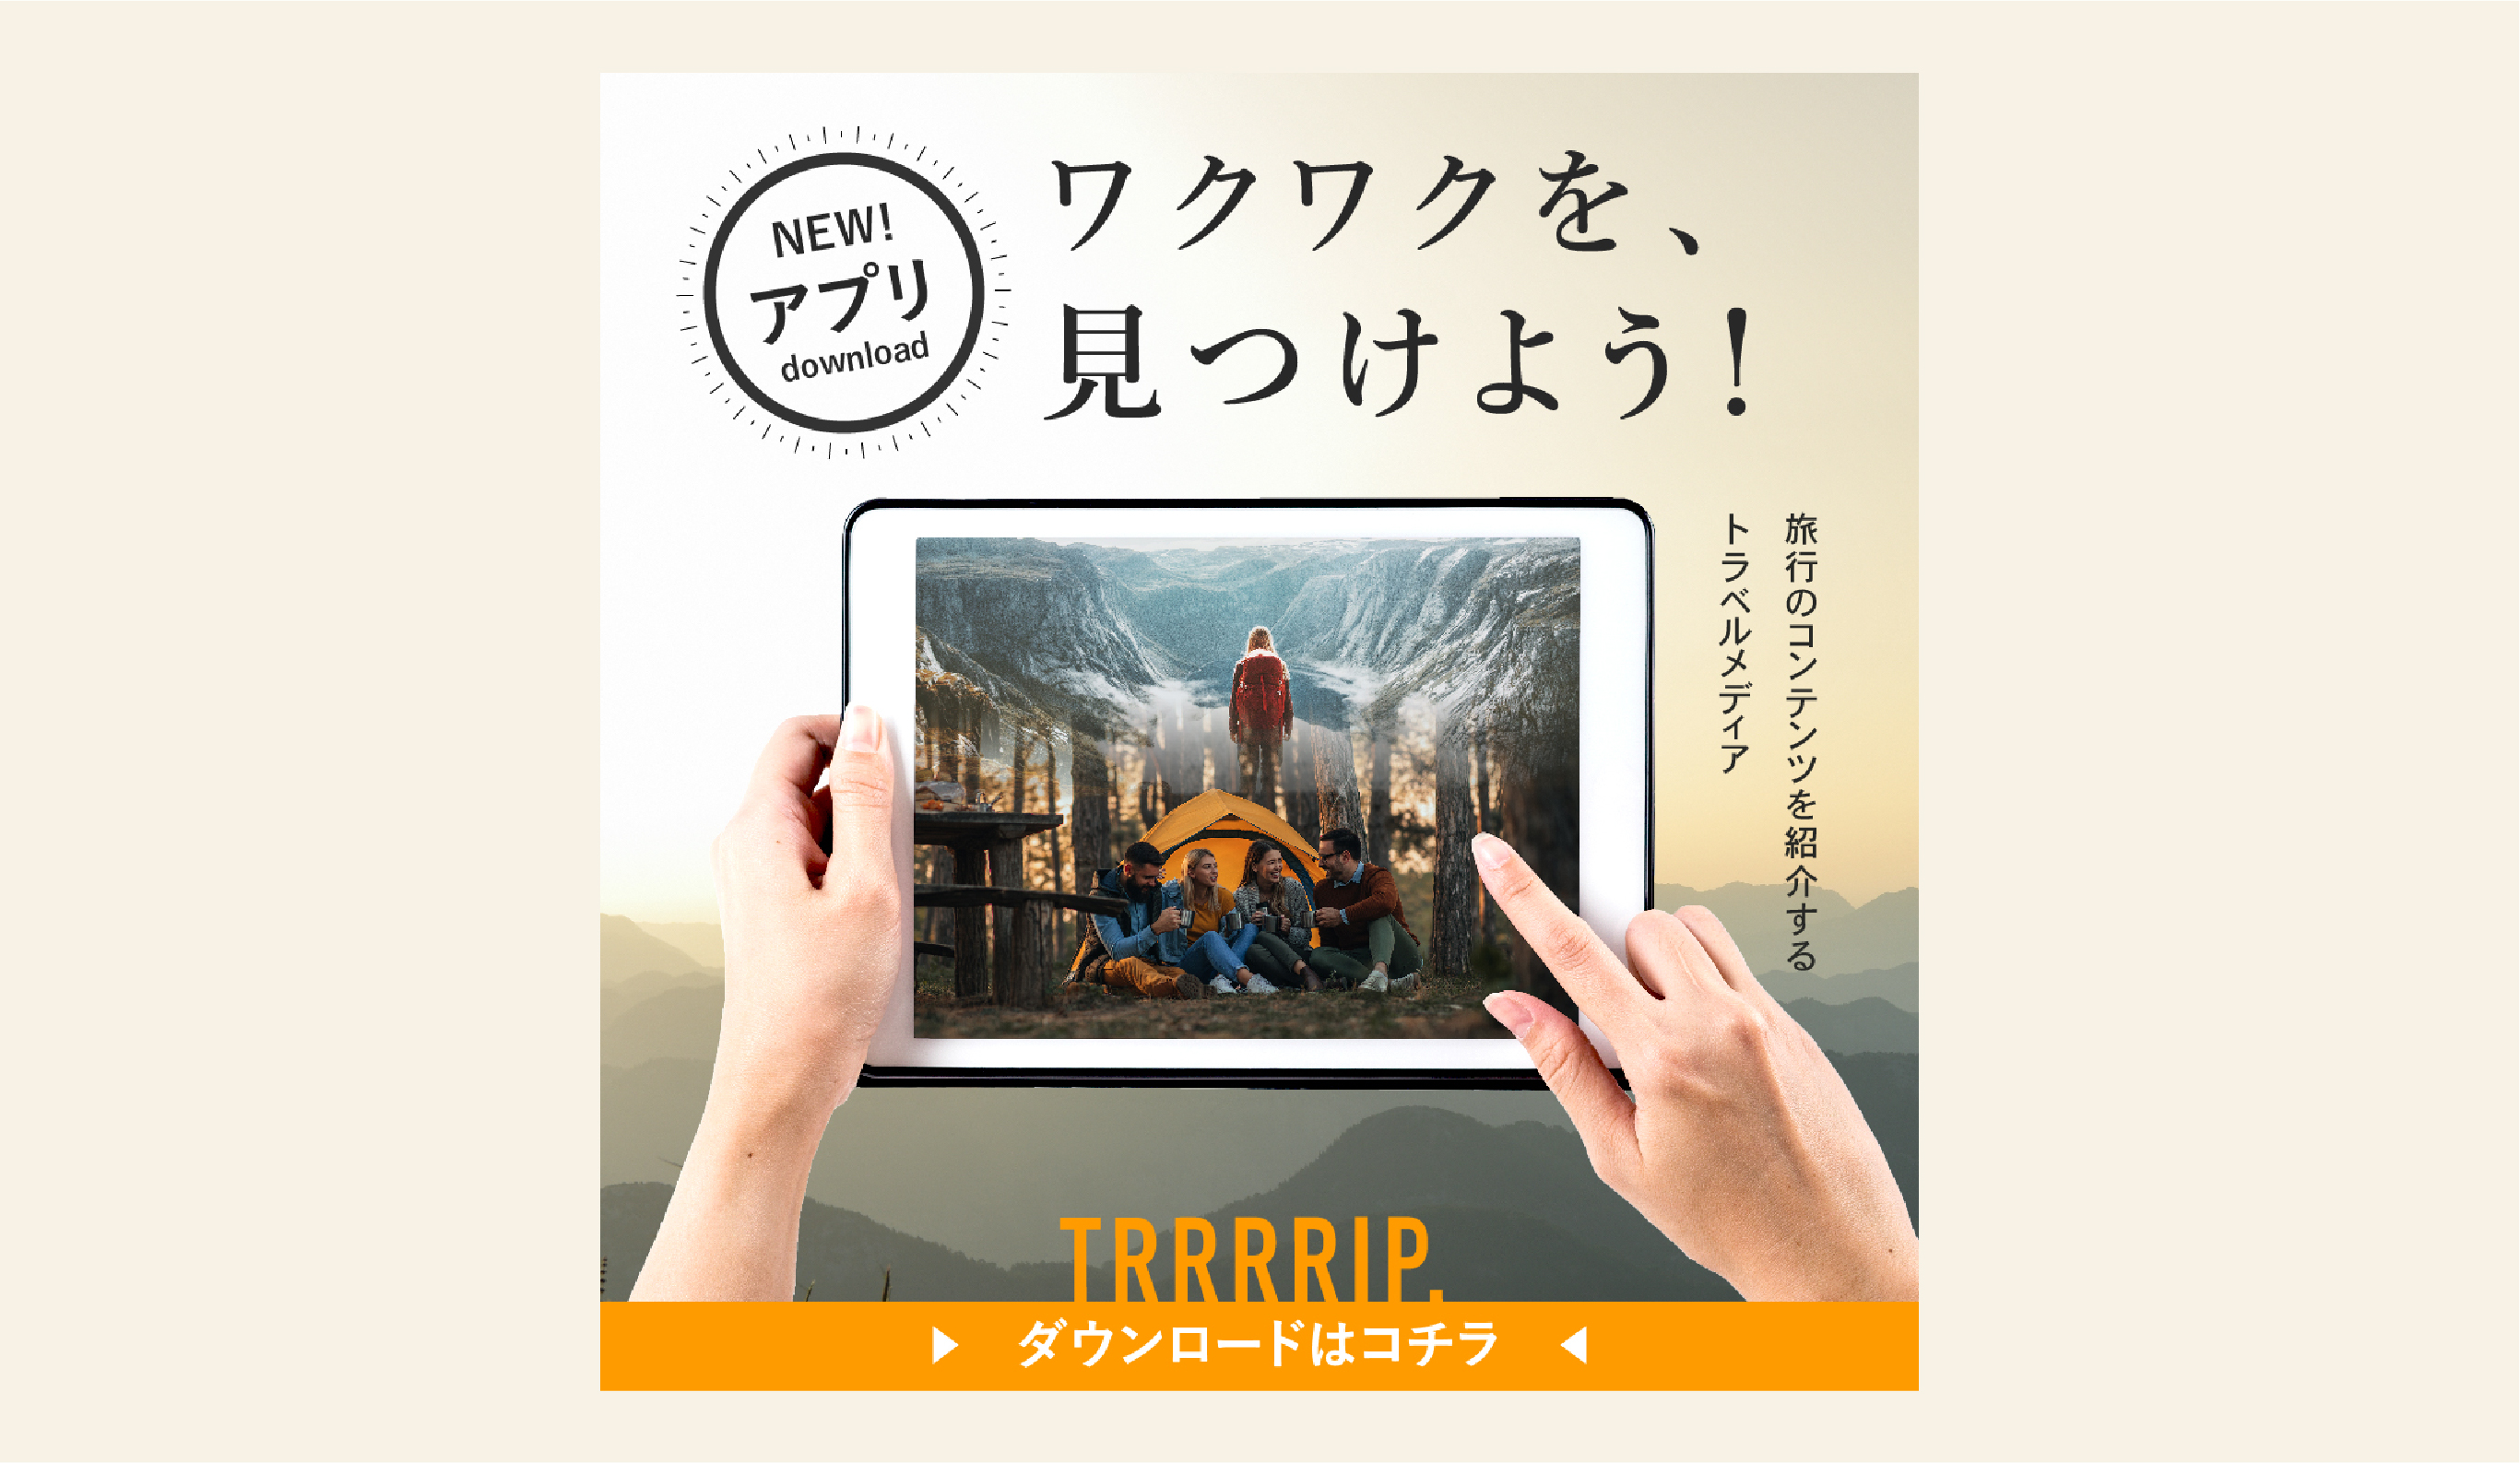 NEW!
アプリ
download
ワクワクを、
見つけよう!
旅行のコンテンツを紹介する
トラベルメディア
TRRRRIP.
ダウンロードはコチラ